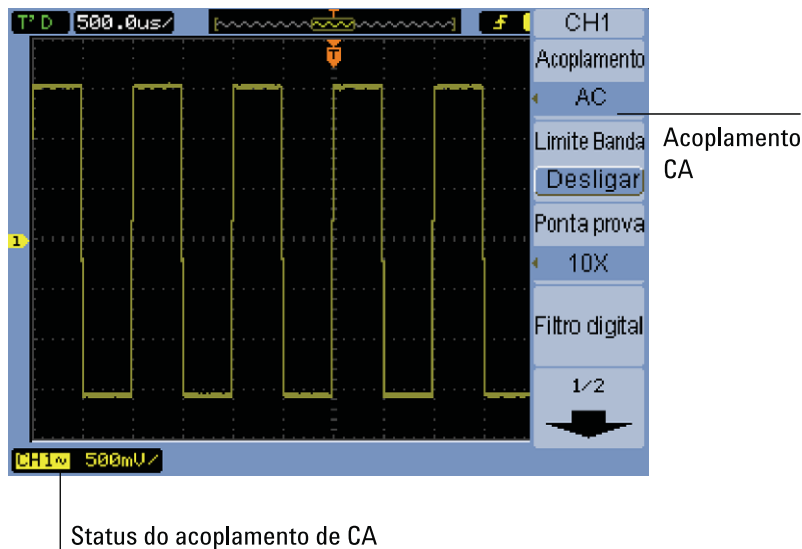 T'D 500.0us/
T
CH1
Acoplamento
AC
Limite Banda
Desligar
Ponta prova
10X
Filtro digital
1/2
1
CH1∿ 500mV/
Acoplamento
CA
Status do acoplamento de CA